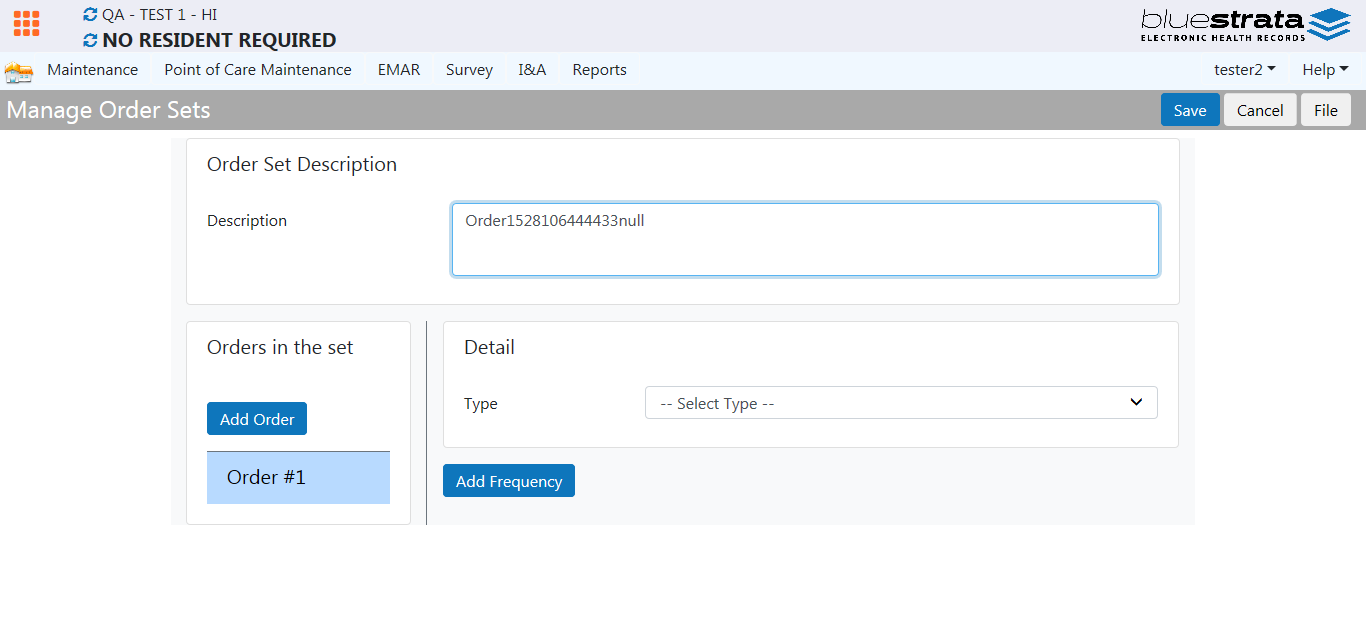 QA - TEST 1 - HI
NO RESIDENT REQUIRED
bluestrata
ELECTRONIC HEALTH RECORDS
Maintenance Point of Care Maintenance EMAR Survey I&A Reports tester2 Help
Manage Order Sets Save Cancel File
Order Set Description
Description Order1528106444433null
Orders in the set
Add Order
Order #1
Detail
Type -- Select Type --
Add Frequency